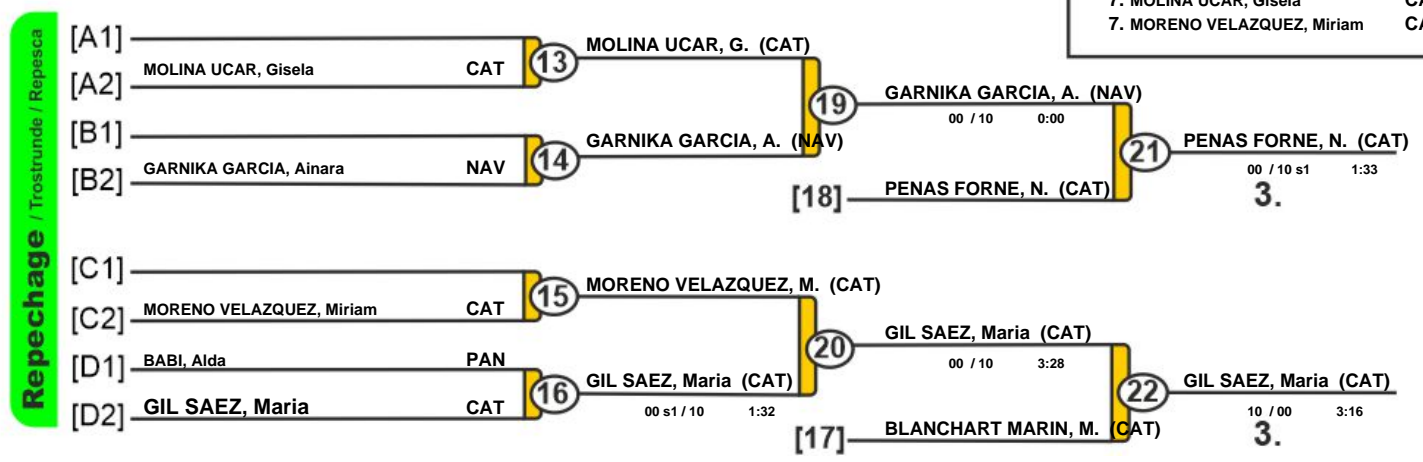 7. MOLINA UCAR, Gisela CA
7. MORENO VELAZQUEZ, Miriam CA
Repechage / Trostrunde / Repesca
[A1]
MOLINA UCAR, G. (CAT)
MOLINA UCAR, Gisela CAT
13
[A2]
GARNIKA GARCIA, A. (NAV)
19
00 / 10 0:00
[B1]
GARNIKA GARCIA, A. (NAV)
PENAS FORNE, N. (CAT)
21
14
GARNIKA GARCIA, Ainara NAV
00 / 10 s1 1:33
[B2]
[18]
PENAS FORNE, N. (CAT)
3.
[C1]
MORENO VELAZQUEZ, M. (CAT)
15
MORENO VELAZQUEZ, Miriam CAT
[C2]
GIL SAEZ, Maria (CAT)
20
[D1]
BABI, Alda PAN
00 / 10 3:28
GIL SAEZ, Maria (CAT)
GIL SAEZ, Maria (CAT)
16
22
[D2]
GIL SAEZ, Maria CAT
00 s1 / 10 1:32
10 / 00 3:16
[17]
BLANCHART MARIN, M. (CAT)
3.